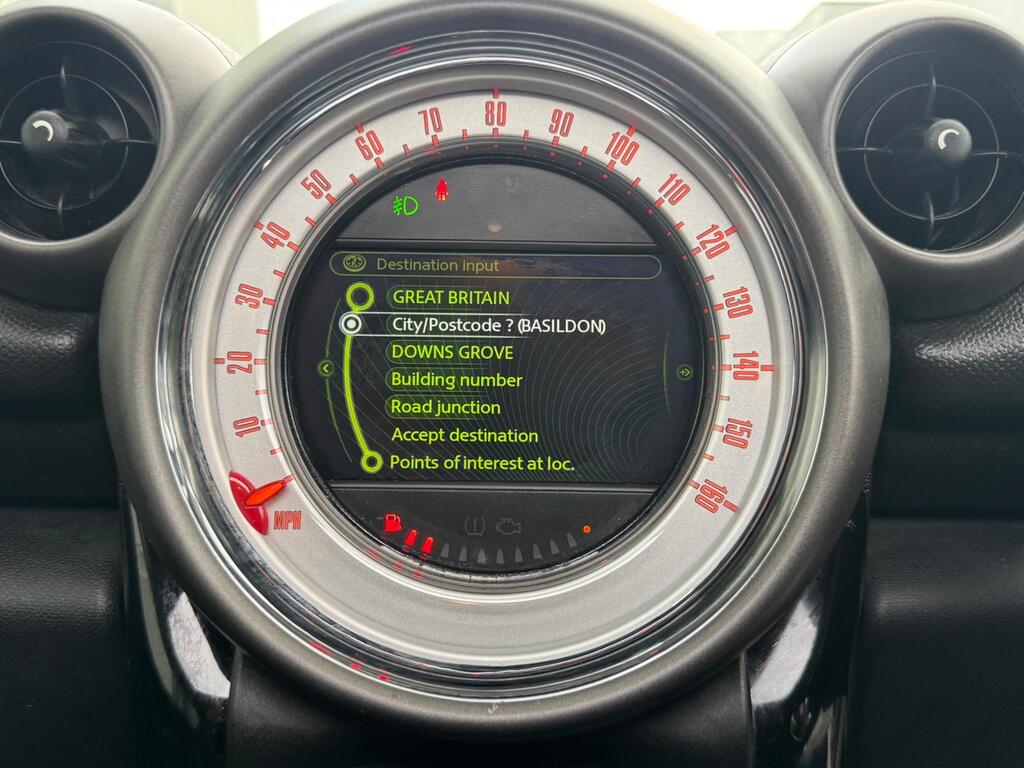 10
20
30
40
50
60
70
80
90
100
110
120
130
140
150
160
MPH
Destination input
GREAT BRITAIN
City/Postcode ? (BASILDON)
DOWNS GROVE
Building number
Road junction
Accept destination
Points of interest at loc.